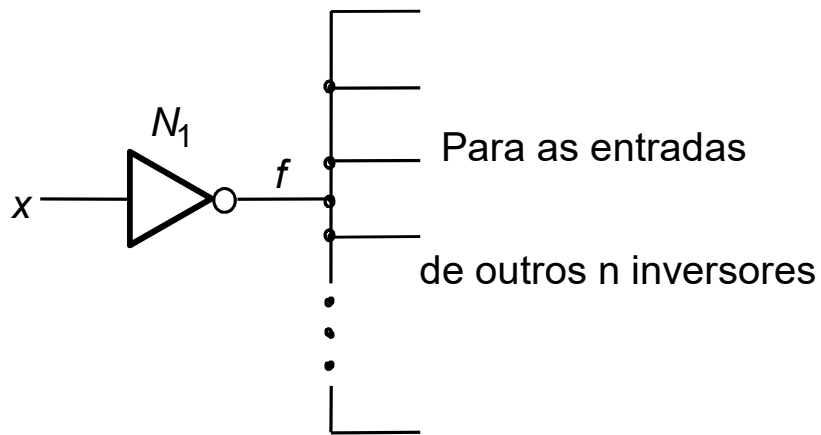 N1
x
f
Para as entradas
de outros n inversores